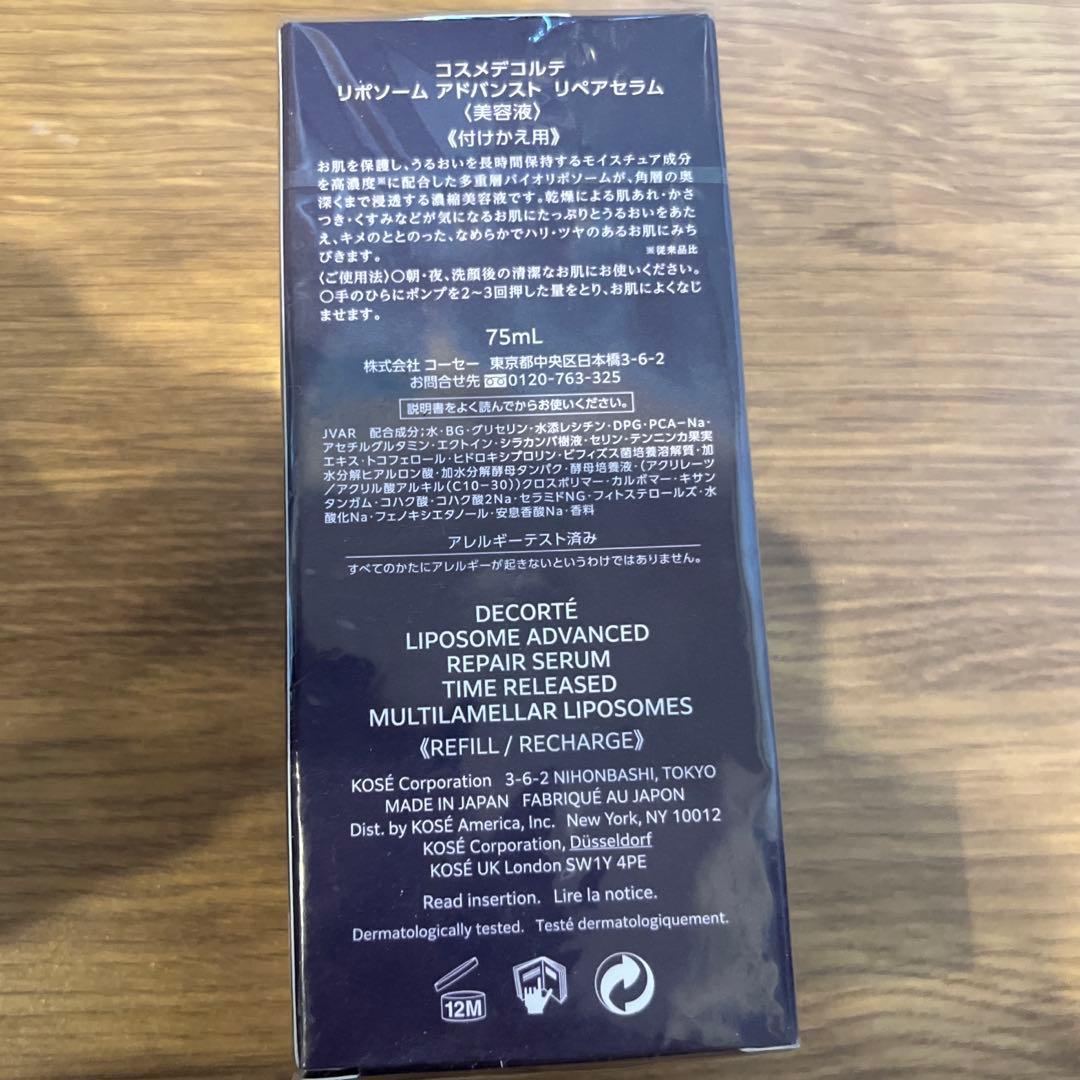 コスメデコルテ
リポソーム アドバンスト リペアセラム
〈美容液〉
《付けかえ用》
お肌を保護し、うるおいを長時間保持するモイスチュア成分
を高濃度※に配合した多重層バイオリポソームが、角層の奥
深くまで浸透する濃縮美容液です。乾燥による肌あれ・かさ
つき・くすみなどが気になるお肌にたっぷりとうるおいをあた
え、キメのととのった、なめらかでハリ・ツヤのあるお肌にみち
びきます。 ※従来品比
〈ご使用法〉○朝・夜、洗顔後の清潔なお肌にお使いください。
○手のひらにポンプを2〜3回押した量をとり、お肌によくなじ
ませます。
75mL
株式会社 コーセー 東京都中央区日本橋3-6-2
お問合せ先 0120-763-325
説明書をよく読んでからお使いください。
JVAR 配合成分;水・BG・グリセリン・水添レシチン・DPG・PCA-Na・
アセチルグルタミン・エクトイン・シラカンバ樹液・セリン・テンニンカ果実
エキス・トコフェロール・ヒドロキシプロリン・ビフィズス菌培養溶解質・加
水分解ヒアルロン酸・加水分解酵母タンパク・酵母培養液・(アクリレーツ
/アクリル酸アルキル(C10-30))クロスポリマー・カルボマー・キサン
タンガム・コハク酸・コハク酸2Na・セラミドNG・フィトステロールズ・水
酸化Na・フェノキシエタノール・安息香酸Na・香料
アレルギーテスト済み
すべてのかたにアレルギーが起きないというわけではありません。
DECORTÉ
LIPOSOME ADVANCED
REPAIR SERUM
TIME RELEASED
MULTILAMELLAR LIPOSOMES
《REFILL / RECHARGE》
KOSÉ Corporation 3-6-2 NIHONBASHI, TOKYO
MADE IN JAPAN FABRIQUÉ AU JAPON
Dist. by KOSÉ America, Inc. New York, NY 10012
KOSÉ Corporation, Düsseldorf
KOSÉ UK London SW1Y 4PE
Read insertion. Lire la notice.
Dermatologically tested. Testé dermatologiquement.
12M